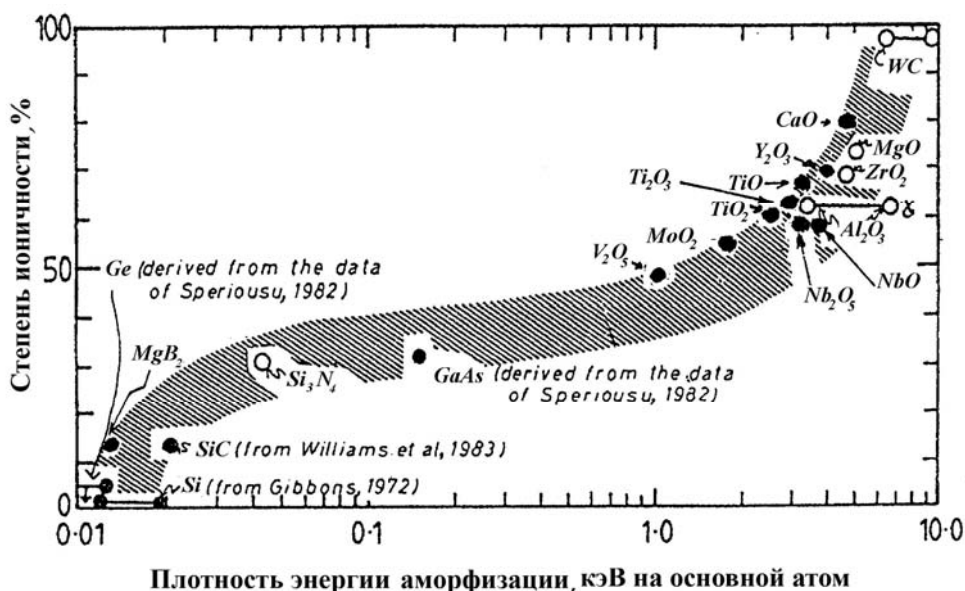 Степень ионичности,%
100
50
0
0·01
0·1
1·0
10·0
Плотность энергии аморфизации, кэВ на основной атом
WC
CaO
MgO
Y₂O₃
ZrO₂
Ti₂O₃
TiO
TiO₂
Al₂O₃
MoO₂
V₂O₅
NbO
Nb₂O₅
Ge (derived from the data
of Speriousu, 1982)
MgB₂
Si₃N₄
GaAs (derived from the data
of Speriousu, 1982)
SiC (from Williams et al, 1983)
Si (from Gibbons, 1972)